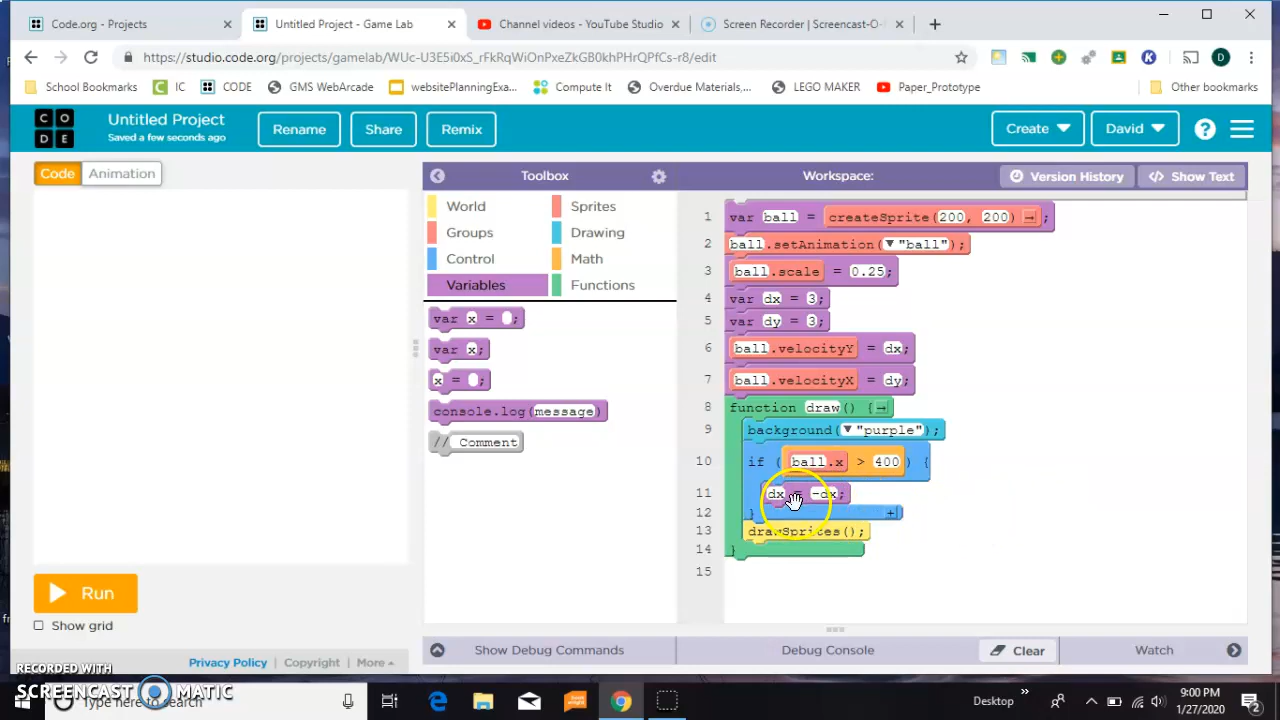 Code.org - Projects
Untitled Project - Game Lab
Channel videos - YouTube Studio
Screen Recorder | Screencast-O-
https://studio.code.org/projects/gamelab/WUc-U3E5i0xS_rFkRqWiOnPxeZkGB0khPHrQPfCs-r8/edit
D
School Bookmarks
IC
CODE
GMS WebArcade
websitePlanningExa...
Compute It
Overdue Materials,...
LEGO MAKER
Paper_Prototype
Other bookmarks
CO
DE
Untitled Project
Saved a few seconds ago
Rename
Share
Remix
Create
David
?
Code
Animation
Toolbox
Workspace:
Version History
</> Show Text
World
Sprites
Groups
Drawing
Control
Math
Variables
Functions
var x = ;
var x;
x = ;
console.log(message)
// Comment
1 var ball = createSprite(200, 200) ;
2 ball.setAnimation("ball");
3 ball.scale = 0.25;
4 var dx = 3;
5 var dy = 3;
6 ball.velocityY = dx;
7 ball.velocityX = dy;
8 function draw() {
9 background("purple");
10 if (ball.x > 400) {
11 dx = -dx;
12 }
13 drawSprites();
14 }
15
Run
Show grid
Privacy Policy
Copyright
More
Show Debug Commands
Debug Console
Clear
Watch
RECORDED WITH
SCREENCAST MATIC
Type here to search
Desktop
9:00 PM
1/27/2020
2